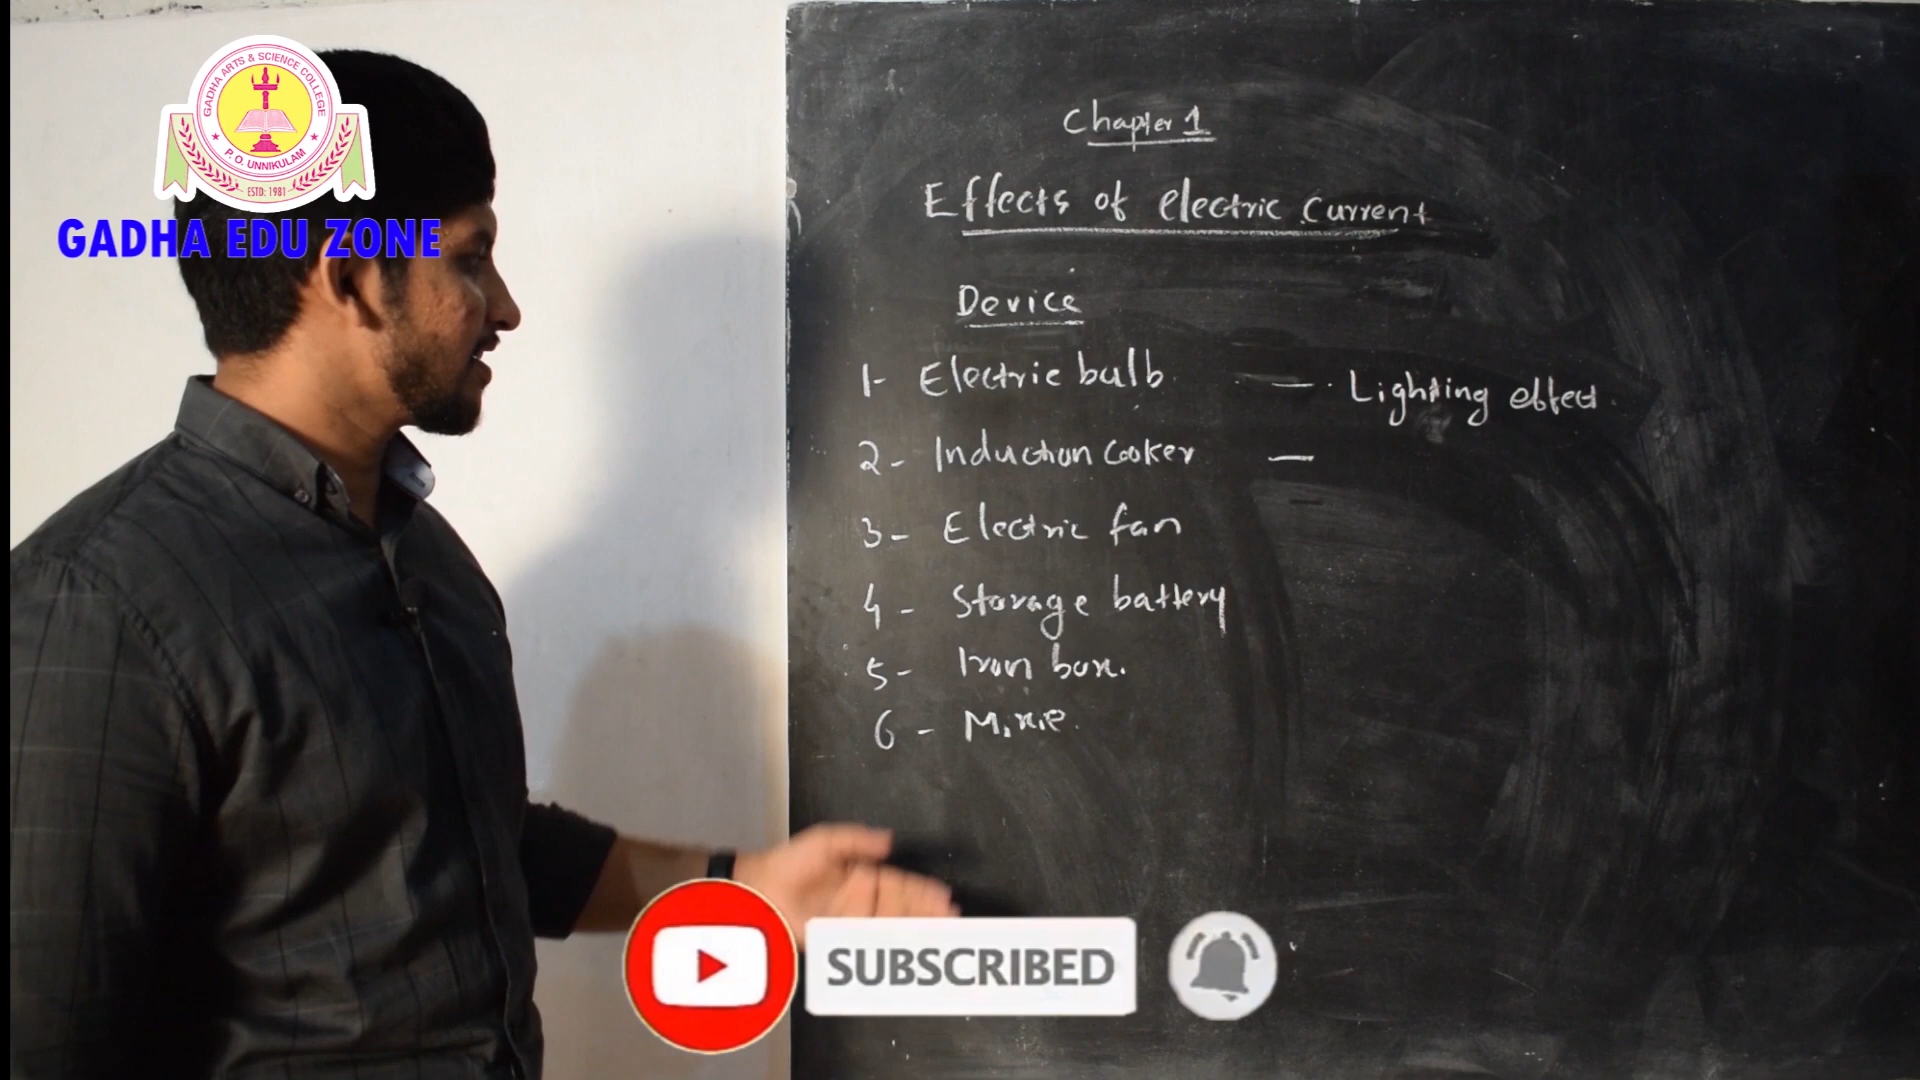 GADHA ARTS & SCIENCE COLLEGE
P. O. UNNIKULAM
ESTD: 1981
GADHA EDU ZONE
Chapter 1
Effects of electric current
Device
1- Electric bulb — Lighting effect
2- Induction Cooker —
3- Electric fan
4- Storage battery
5- Iron box.
6- Mixie.
SUBSCRIBED